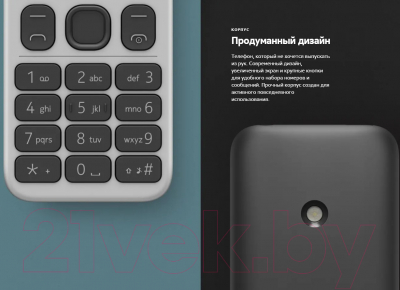 КОРПУС
Продуманный дизайн
Телефон, который не хочется выпускать
из рук. Современный дизайн,
увеличенный экран и крупные кнопки
для удобного набора номеров и
сообщений. Прочный корпус создан для
активного повседневного
использования.
1 2 abc def 3
4 ghi 5 jkl mno 6
7 pqrs 8 tuv wxyz 9
* + 0 #
21vek.by